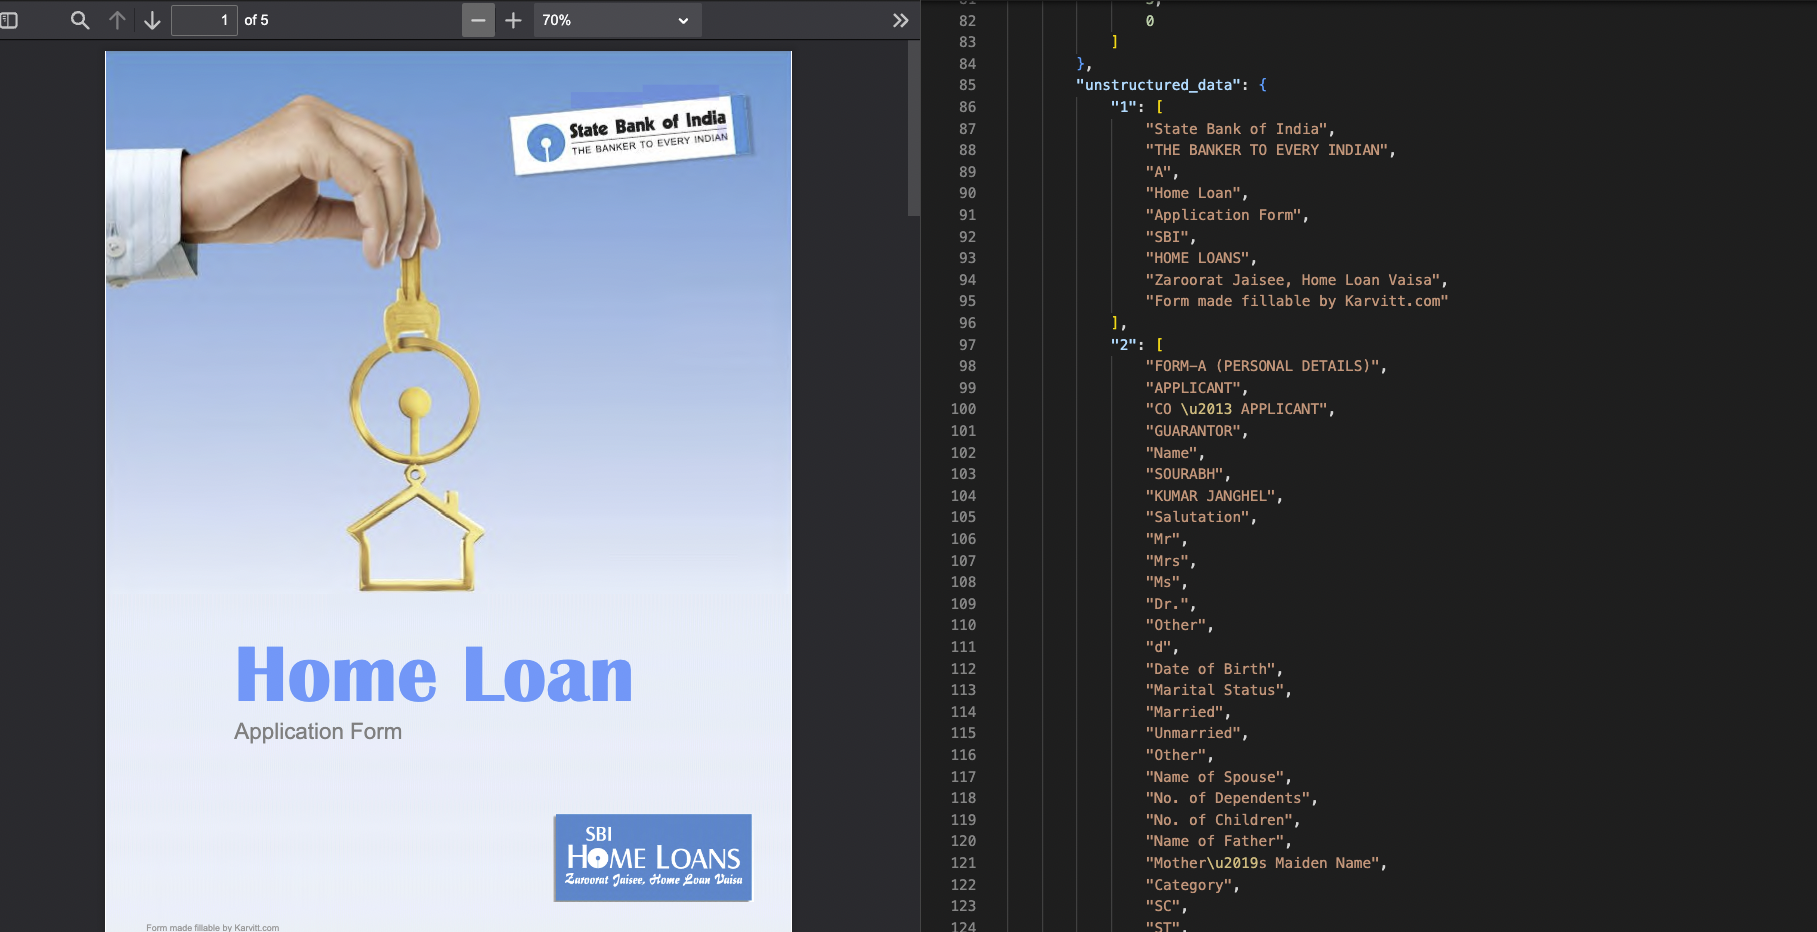 1 of 5
70%
State Bank of India
THE BANKER TO EVERY INDIAN
Home Loan
Application Form
SBI
HOME LOANS
Zaroorat Jaisee, Home Loan Vaisa
Form made fillable by Karvitt.com
82 0
83 ]
84 },
85 "unstructured_data": {
86 "1": [
87 "State Bank of India",
88 "THE BANKER TO EVERY INDIAN",
89 "A",
90 "Home Loan",
91 "Application Form",
92 "SBI",
93 "HOME LOANS",
94 "Zaroorat Jaisee, Home Loan Vaisa",
95 "Form made fillable by Karvitt.com"
96 ],
97 "2": [
98 "FORM-A (PERSONAL DETAILS)",
99 "APPLICANT",
100 "CO \u2013 APPLICANT",
101 "GUARANTOR",
102 "Name",
103 "SOURABH",
104 "KUMAR JANGHEL",
105 "Salutation",
106 "Mr",
107 "Mrs",
108 "Ms",
109 "Dr.",
110 "Other",
111 "d",
112 "Date of Birth",
113 "Marital Status",
114 "Married",
115 "Unmarried",
116 "Other",
117 "Name of Spouse",
118 "No. of Dependents",
119 "No. of Children",
120 "Name of Father",
121 "Mother\u2019s Maiden Name",
122 "Category",
123 "SC",
124 "ST",